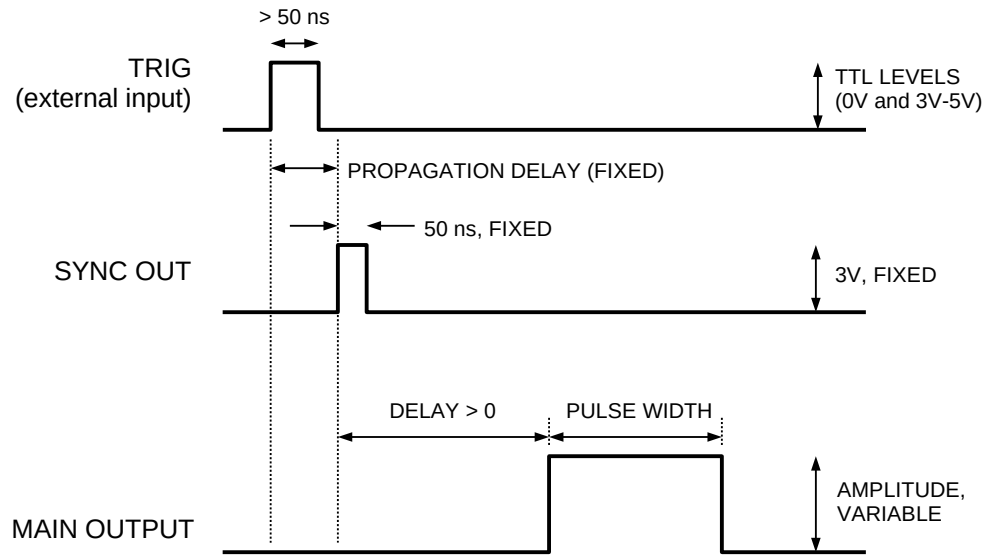 > 50 ns
TRIG
(external input)
TTL LEVELS
(0V and 3V-5V)
PROPAGATION DELAY (FIXED)
50 ns, FIXED
SYNC OUT
3V, FIXED
DELAY > 0
PULSE WIDTH
AMPLITUDE,
VARIABLE
MAIN OUTPUT